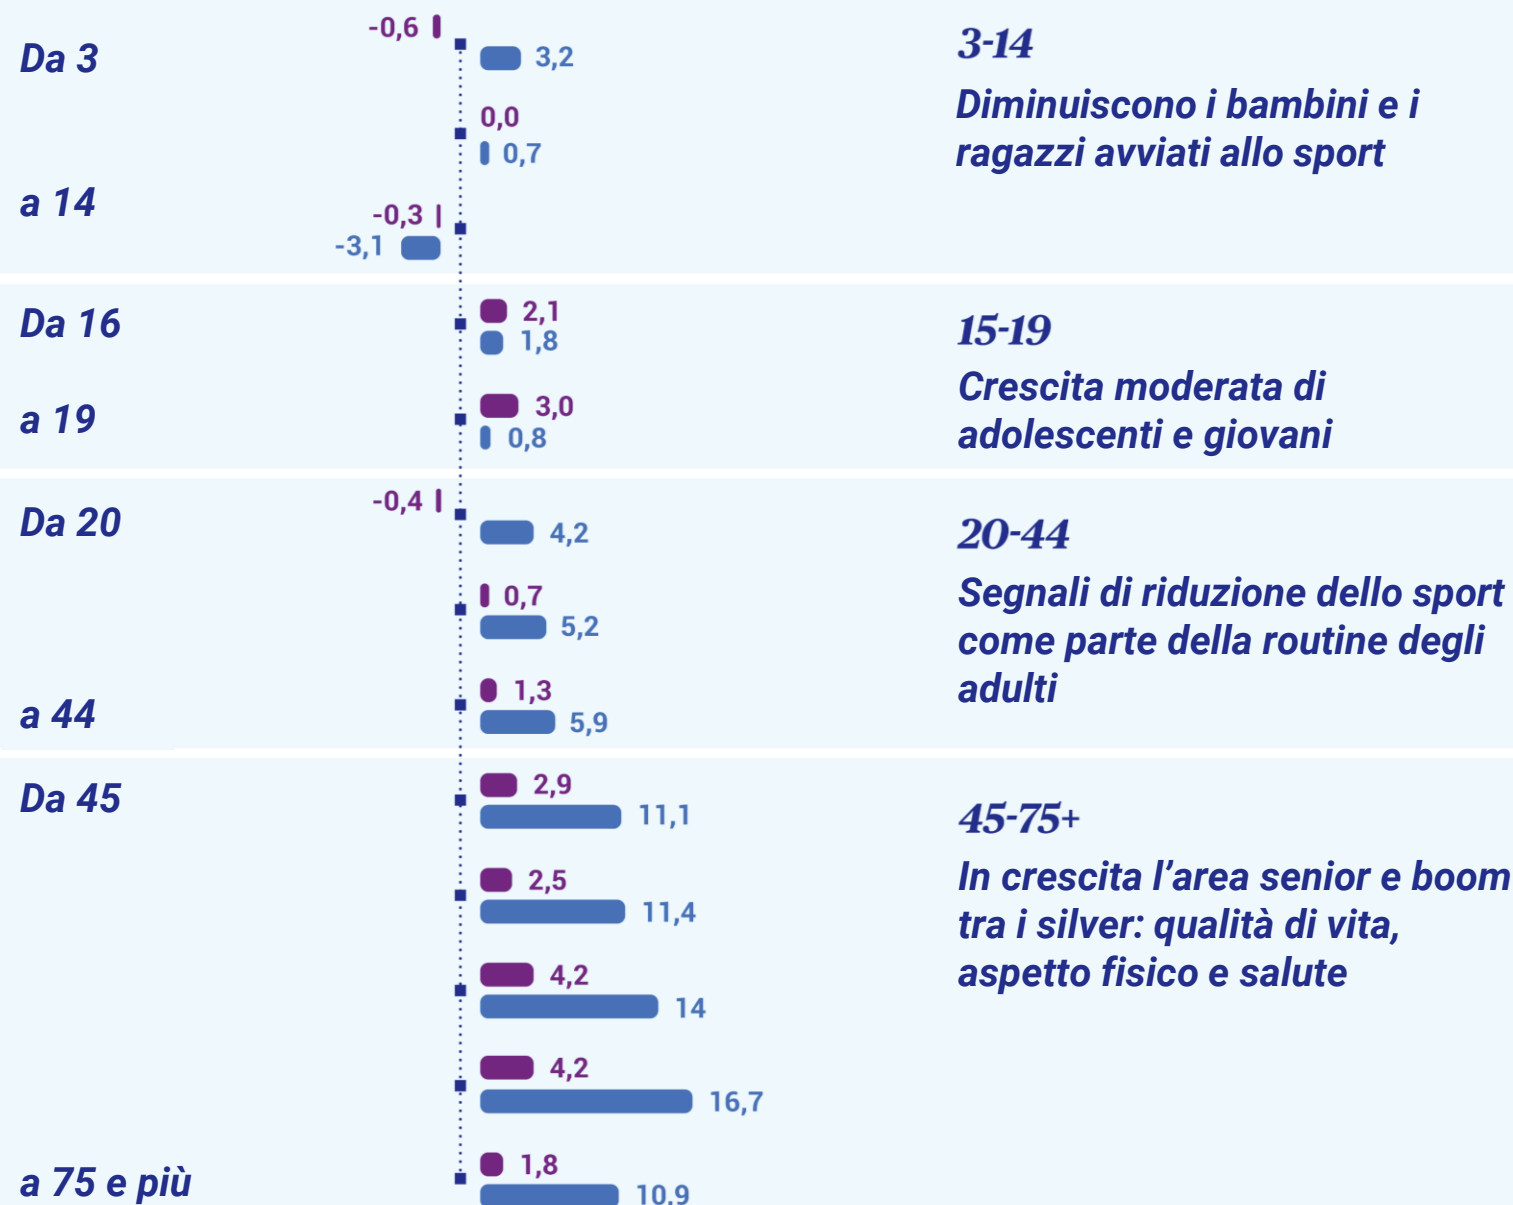 -0,6
Da 3
3,2
0,0
0,7
a 14
-0,3
-3,1
3-14
Diminuiscono i bambini e i
ragazzi avviati allo sport
Da 16
2,1
1,8
a 19
3,0
0,8
15-19
Crescita moderata di
adolescenti e giovani
Da 20
-0,4
4,2
0,7
5,2
a 44
1,3
5,9
20-44
Segnali di riduzione dello sport
come parte della routine degli
adulti
Da 45
2,9
11,1
2,5
11,4
4,2
14
4,2
16,7
a 75 e più
1,8
10,9
45-75+
In crescita l’area senior e boom
tra i silver: qualità di vita,
aspetto fisico e salute